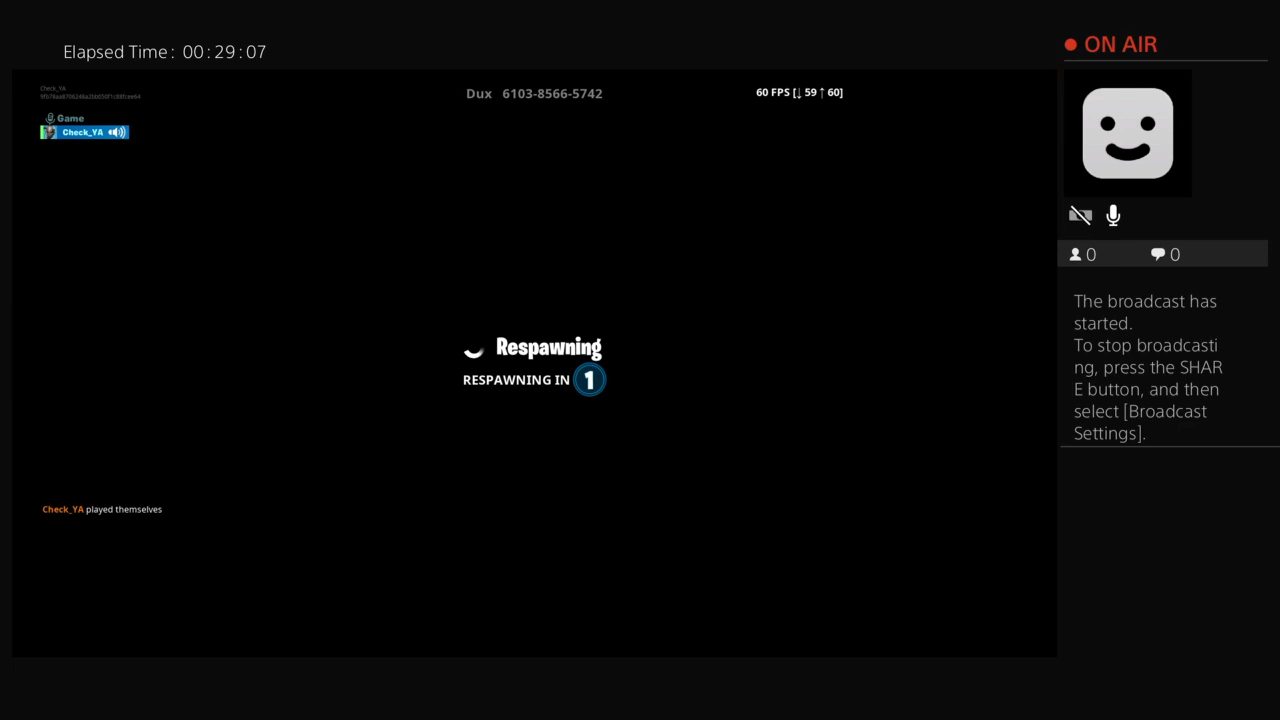 Elapsed Time: 00:29:07
ON AIR
Check_YA
Dux 6103-8566-5742
60 FPS [↓ 59 ↑ 60]
Game
Check_YA
0 0
The broadcast has
started.
To stop broadcasti
ng, press the SHAR
E button, and then
select [Broadcast
Settings].
Respawning
RESPAWNING IN 1
Check_YA played themselves